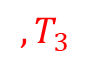 , T₃